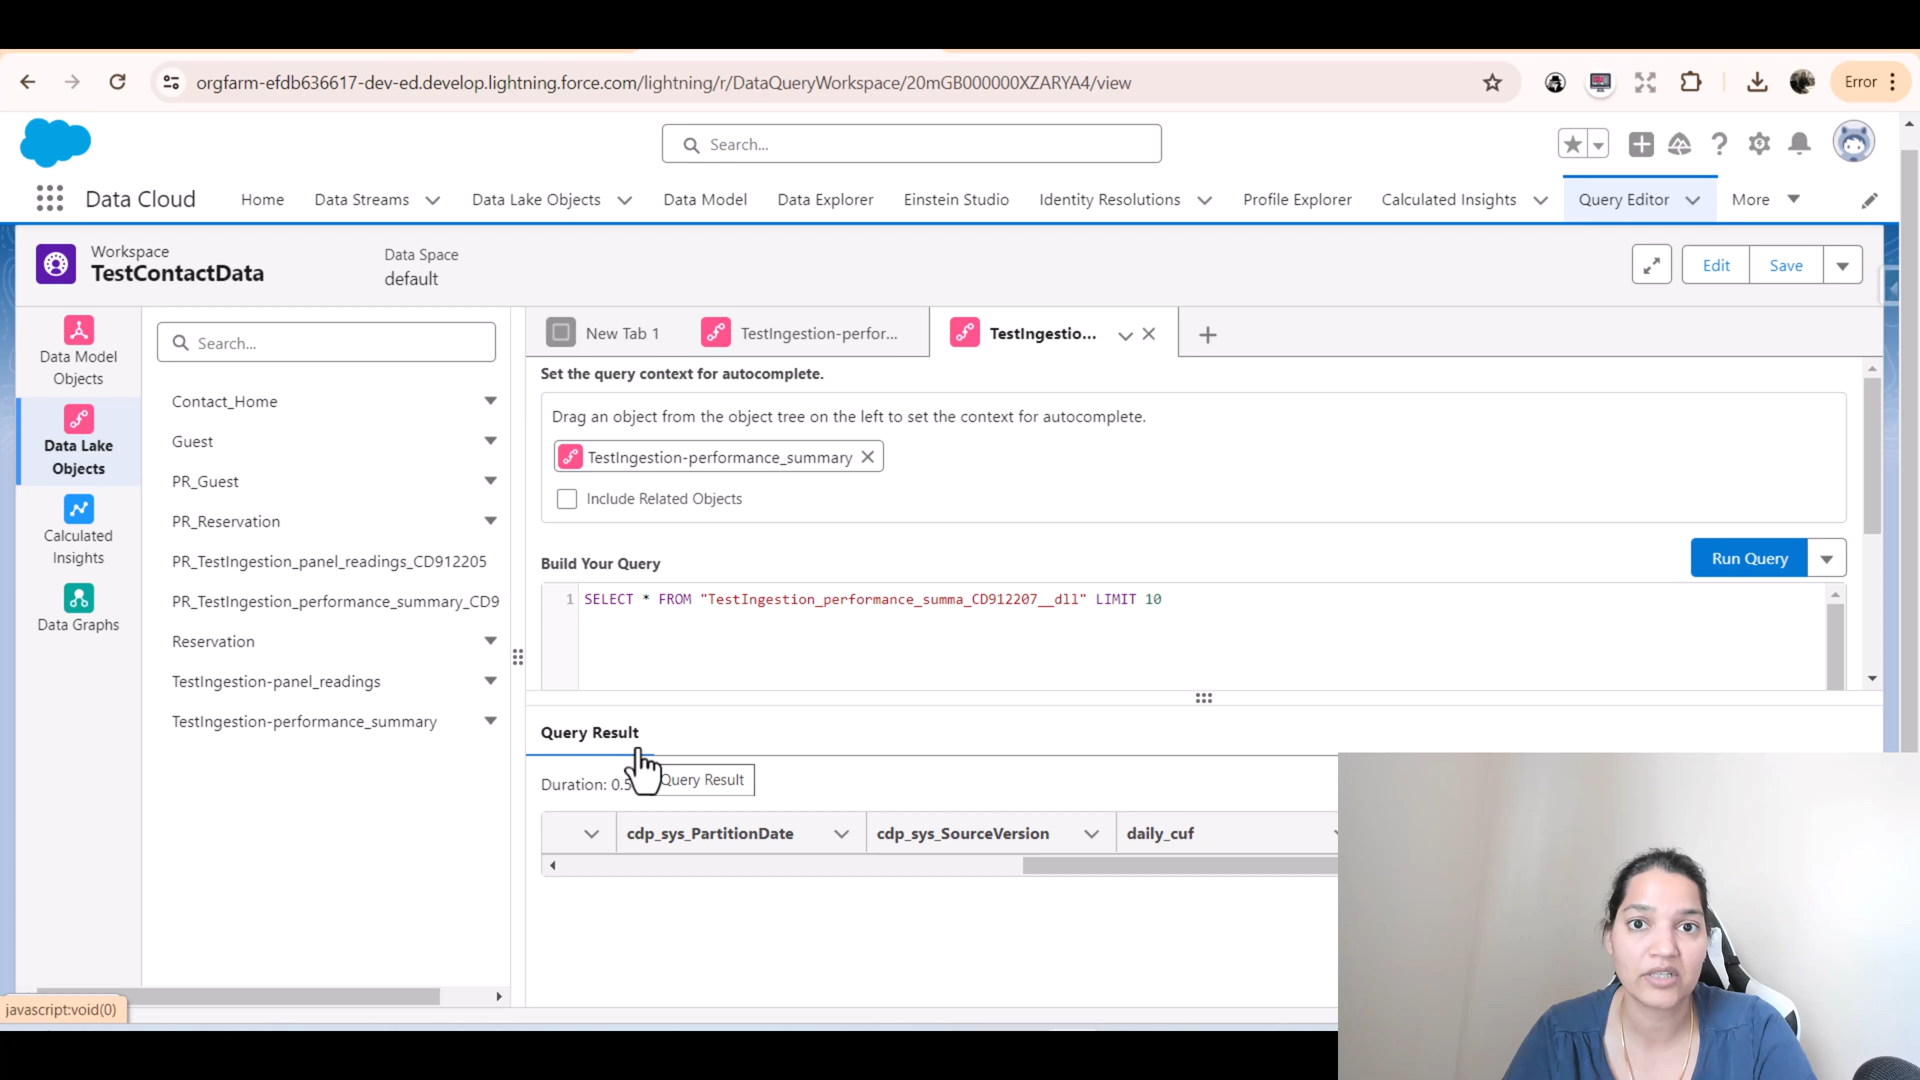 orgfarm-efdb636617-dev-ed.develop.lightning.force.com/lightning/r/DataQueryWorkspace/20mGB000000XZARYA4/view
Error
Search...
Data Cloud
Home
Data Streams
Data Lake Objects
Data Model
Data Explorer
Einstein Studio
Identity Resolutions
Profile Explorer
Calculated Insights
Query Editor
More
Workspace
TestContactData
Data Space
default
Edit
Save
Data Model
Objects
Data Lake
Objects
Calculated
Insights
Data Graphs
Search...
Contact_Home
Guest
PR_Guest
PR_Reservation
PR_TestIngestion_panel_readings_CD912205
PR_TestIngestion_performance_summary_CD9
Reservation
TestIngestion-panel_readings
TestIngestion-performance_summary
New Tab 1
TestIngestion-perfor...
TestIngestio...
Set the query context for autocomplete.
Drag an object from the object tree on the left to set the context for autocomplete.
TestIngestion-performance_summary
Include Related Objects
Build Your Query
Run Query
1 SELECT * FROM "TestIngestion_performance_summa_CD912207__dll" LIMIT 10
Query Result
Duration: 0.5
Query Result
cdp_sys_PartitionDate
cdp_sys_SourceVersion
daily_cuf
javascript:void(0)